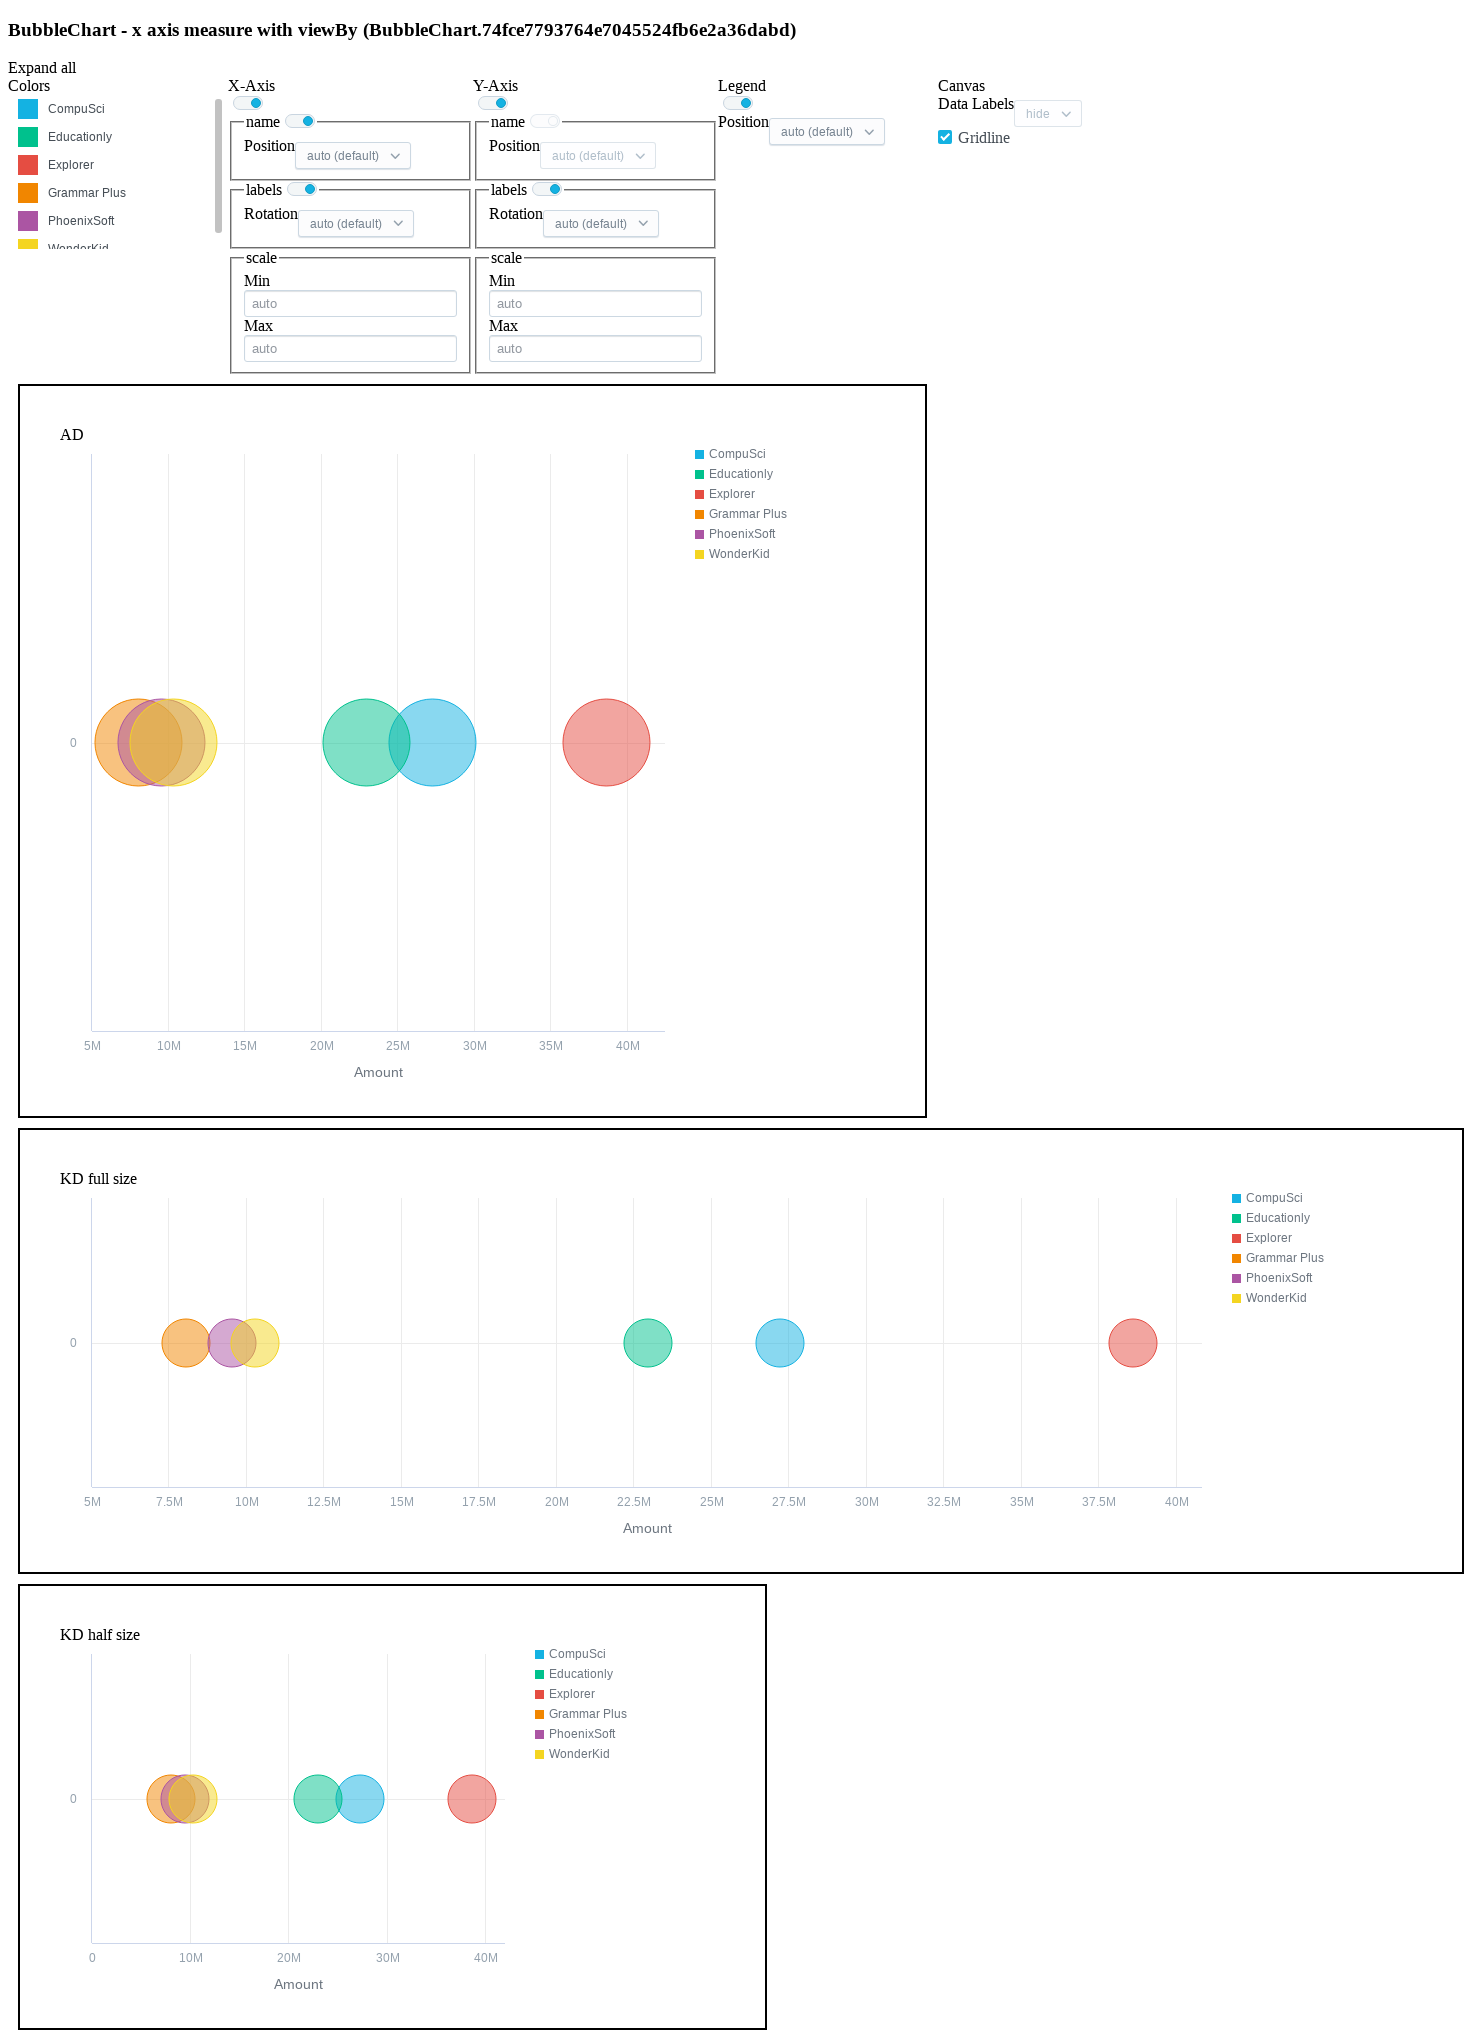 BubbleChart - x axis measure with viewBy (BubbleChart.74fce7793764e7045524fb6e2a36dabd)
Expand all
Colors
CompuSci
Educationly
Explorer
Grammar Plus
PhoenixSoft
WonderKid
X-Axis
name
Position auto (default)
labels
Rotation auto (default)
scale
Min
auto
Max
auto
Y-Axis
name
Position auto (default)
labels
Rotation auto (default)
scale
Min
auto
Max
auto
Legend
Position auto (default)
Canvas
Data Labels hide
Gridline
AD
CompuSci
Educationly
Explorer
Grammar Plus
PhoenixSoft
WonderKid
0
5M 10M 15M 20M 25M 30M 35M 40M
Amount
KD full size
CompuSci
Educationly
Explorer
Grammar Plus
PhoenixSoft
WonderKid
0
5M 7.5M 10M 12.5M 15M 17.5M 20M 22.5M 25M 27.5M 30M 32.5M 35M 37.5M 40M
Amount
KD half size
CompuSci
Educationly
Explorer
Grammar Plus
PhoenixSoft
WonderKid
0
0 10M 20M 30M 40M
Amount